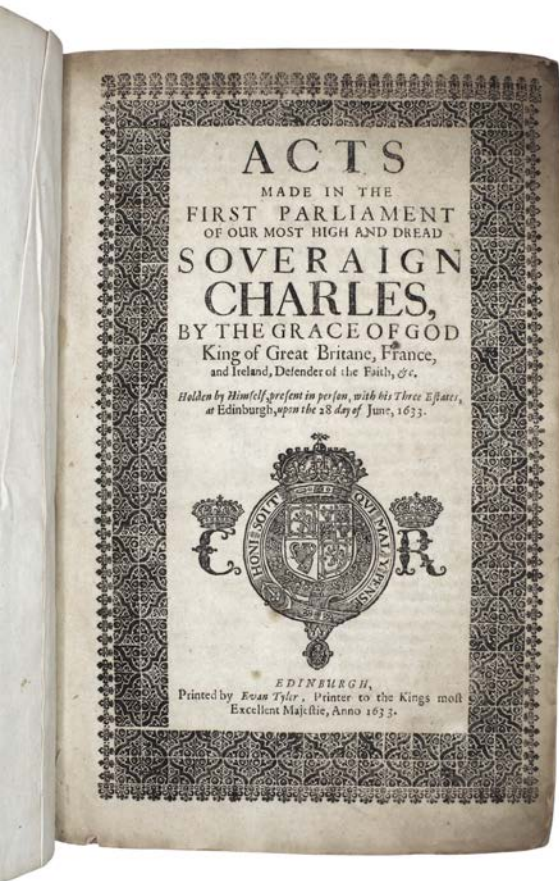 ACTS
MADE IN THE
FIRST PARLIAMENT
OF OUR MOST HIGH AND DREAD
SOVERAIGN
CHARLES,
BY THE GRACE OF GOD
King of Great Britane, France,
and Ireland, Defender of the Faith, &c.
Holden by Himſelf, preſent in perſon, with his Three Eſtates,
at Edinburgh, upon the 28 day of June, 1633.
HONI SOIT QVI MAL Y PENSE
C R
EDINBURGH,
Printed by Evan Tyler, Printer to the Kings moſt
Excellent Majeſtie, Anno 1633.